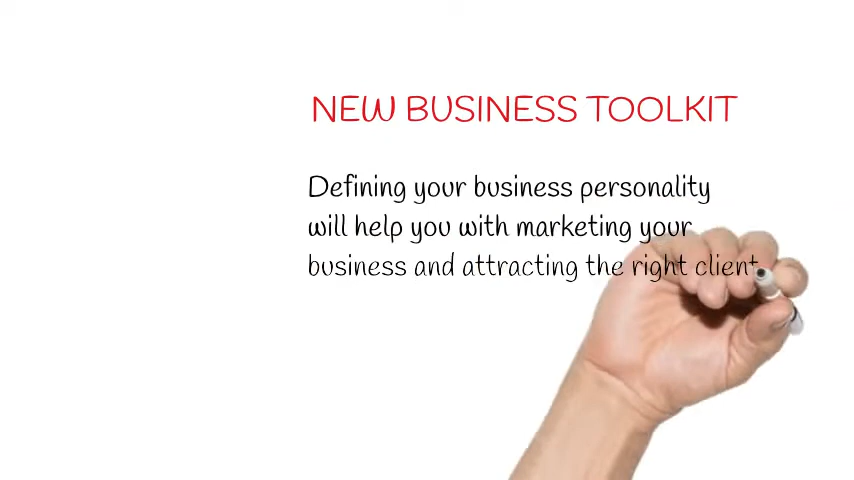 NEW BUSINESS TOOLKIT
Defining your business personality
will help you with marketing your
business and attracting the right client